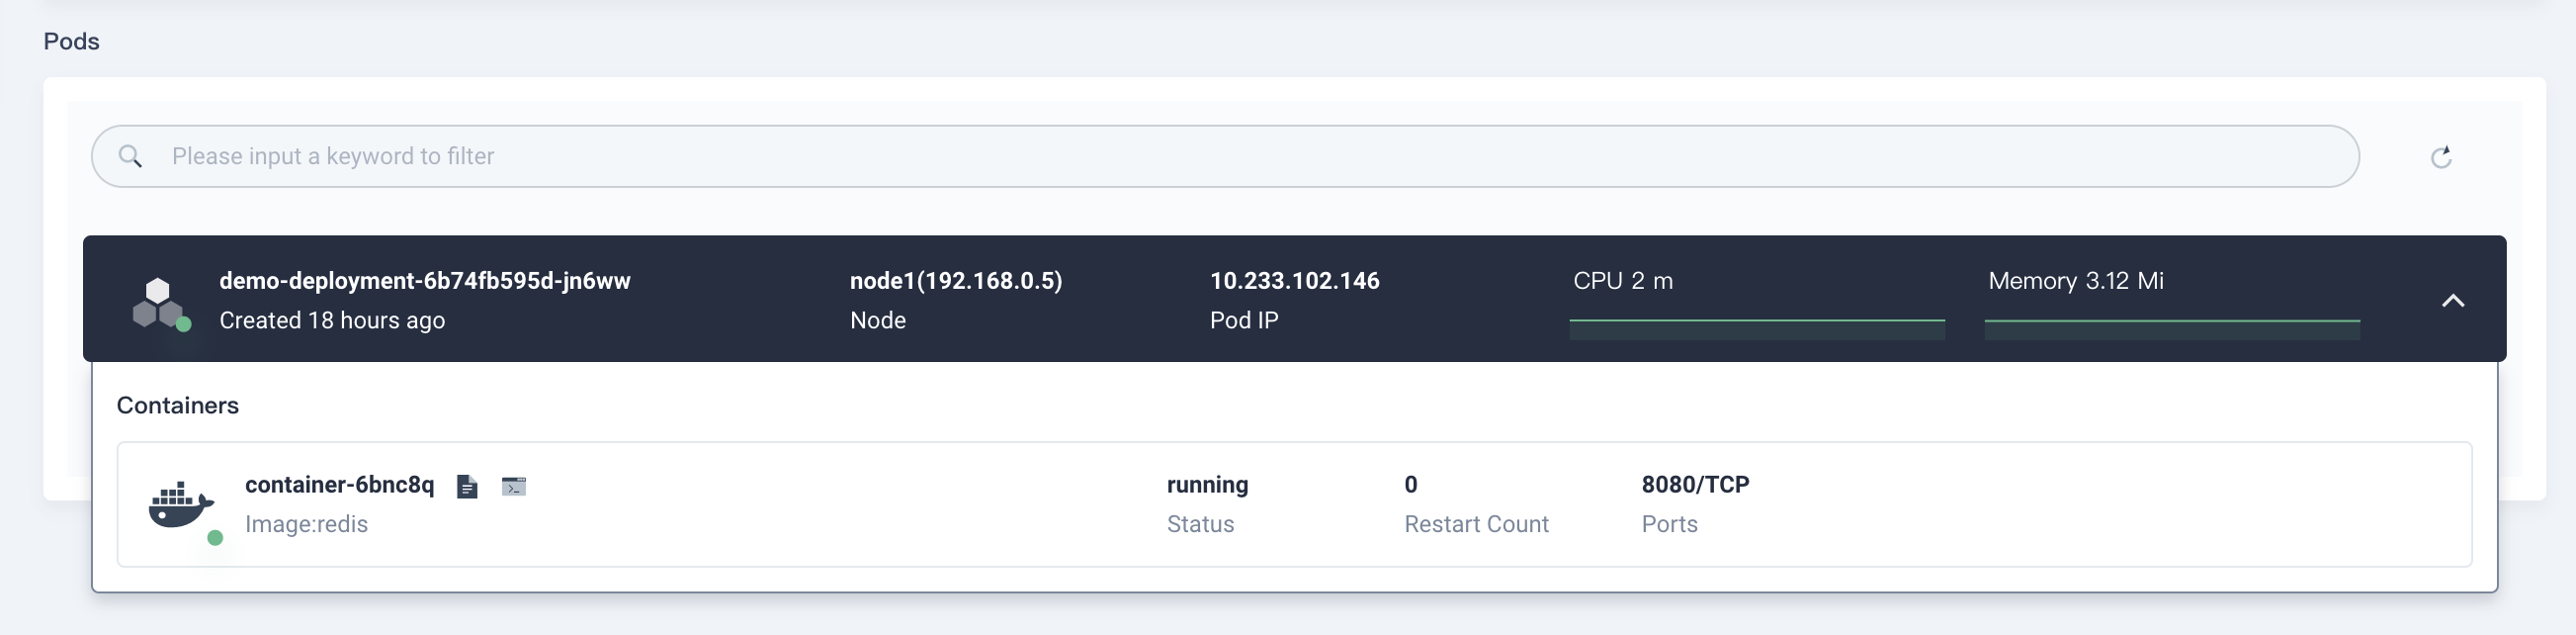 Pods
Please input a keyword to filter
demo-deployment-6b74fb595d-jn6ww
Created 18 hours ago
node1(192.168.0.5)
Node
10.233.102.146
Pod IP
CPU 2 m
Memory 3.12 Mi
Containers
container-6bnc8q
Image:redis
running
Status
0
Restart Count
8080/TCP
Ports